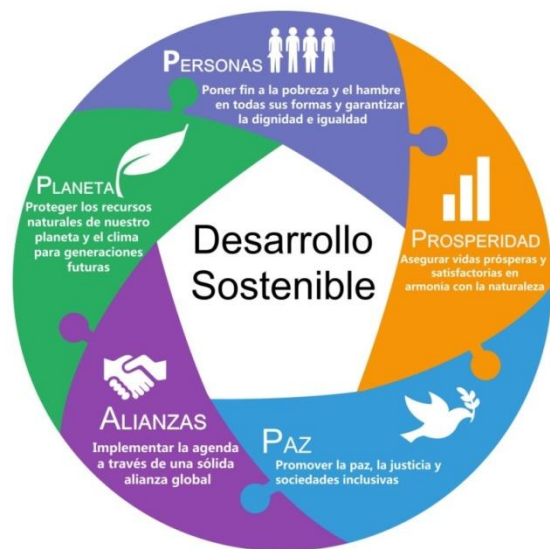 PERSONAS
Poner fin a la pobreza y el hambre
en todas sus formas y garantizar
la dignidad e igualdad
PROSPERIDAD
Asegurar vidas prósperas y
satisfactorias en
armonía con la naturaleza
PAZ
Promover la paz, la justicia y
sociedades inclusivas
ALIANZAS
Implementar la agenda
a través de una sólida
alianza global
PLANETA
Proteger los recursos
naturales de nuestro
planeta y el clima
para generaciones
futuras
Desarrollo
Sostenible